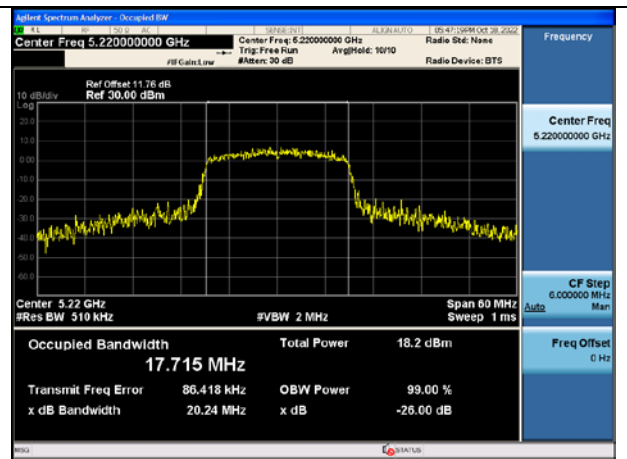 Agilent Spectrum Analyzer - Occupied BW
RL RF 50 Ω AC SENSE:INT ALIGN AUTO 05:47:19PM Oct 18, 2022
Center Freq 5.220000000 GHz Center Freq: 5.220000000 GHz Radio Std: None Frequency
Trig: Free Run Avg|Hold: 10/10
#IFGain:Low #Atten: 30 dB Radio Device: BTS
Ref Offset 11.76 dB
10 dB/div Ref 30.00 dBm
Log
20.0
10.0
0.00
-10.0
-20.0
-30.0
-40.0
-50.0
-60.0
Center Freq
5.220000000 GHz
CF Step
6.000000 MHz
Auto Man
Center 5.22 GHz Span 60 MHz
#Res BW 510 kHz #VBW 2 MHz Sweep 1 ms
Occupied Bandwidth Total Power 18.2 dBm
17.715 MHz
Transmit Freq Error 86.418 kHz OBW Power 99.00 %
x dB Bandwidth 20.24 MHz x dB -26.00 dB
Freq Offset
0 Hz
MSG STATUS